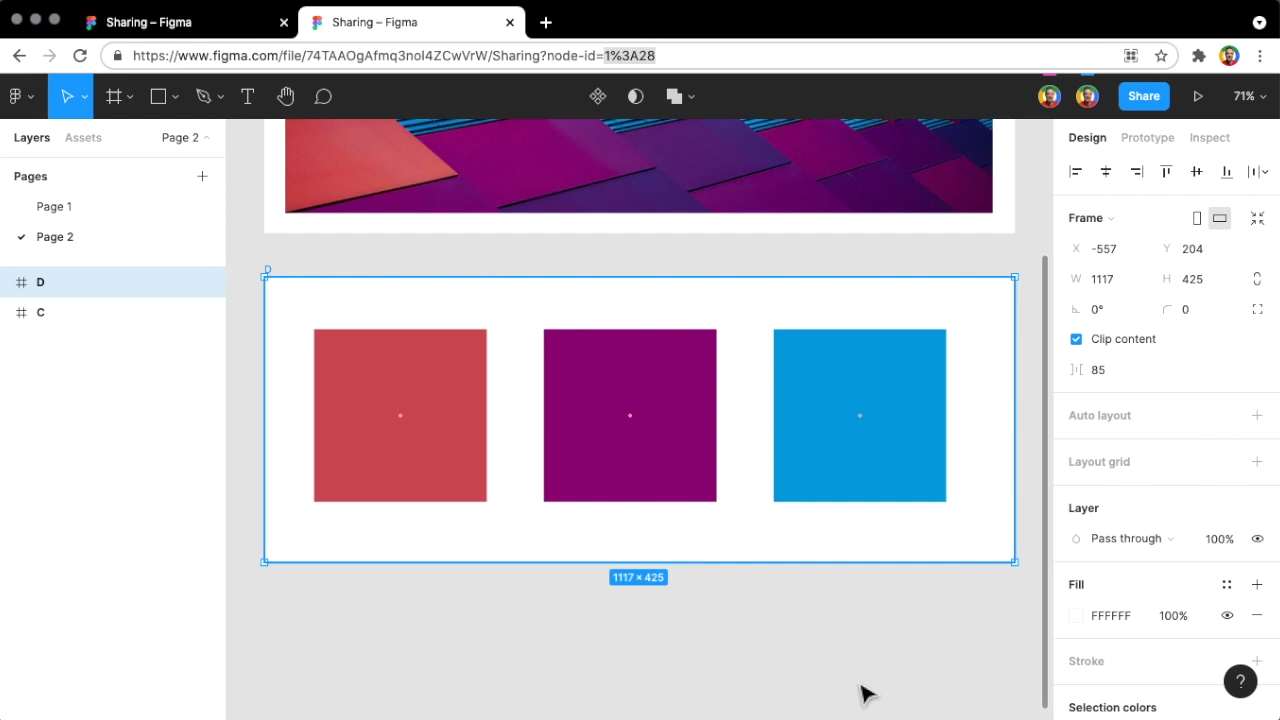 Sharing – Figma
Sharing – Figma
https://www.figma.com/file/74TAAOgAfmq3nol4ZCwVrW/Sharing?node-id=1%3A28
Share
71%
Layers
Assets
Page 2
Pages
Page 1
Page 2
D
C
D
1117 × 425
Design
Prototype
Inspect
Frame
X -557
Y 204
W 1117
H 425
0°
0
Clip content
85
Auto layout
Layout grid
Layer
Pass through
100%
Fill
FFFFFF
100%
Stroke
?
Selection colors